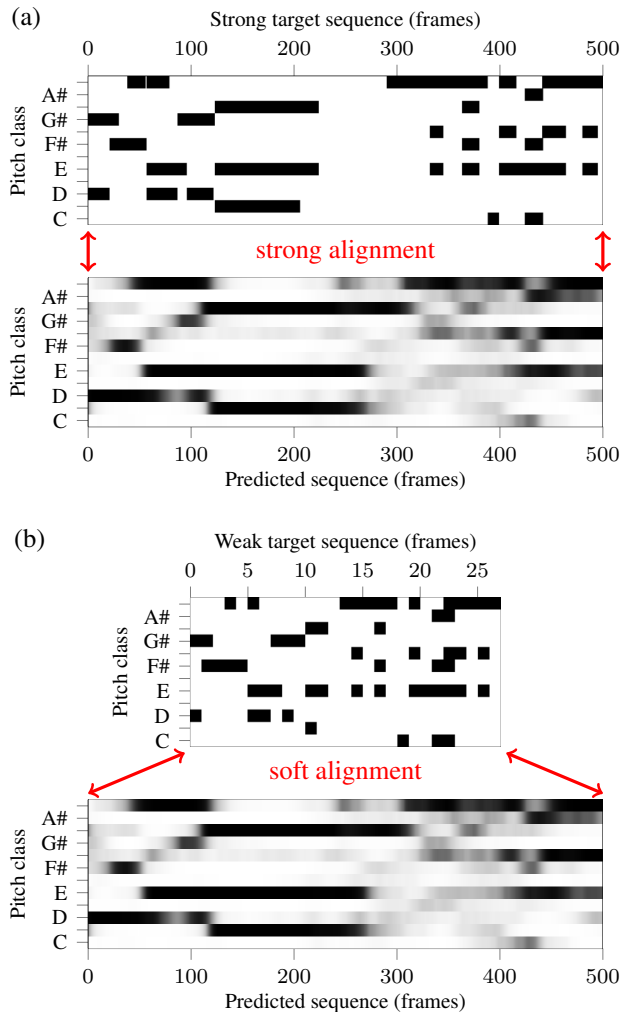 (a)
Strong target sequence (frames)
0 100 200 300 400 500
Pitch class
A#
G#
F#
E
D
C
strong alignment
Pitch class
A#
G#
F#
E
D
C
0 100 200 300 400 500
Predicted sequence (frames)
(b)
Weak target sequence (frames)
0 5 10 15 20 25
Pitch class
A#
G#
F#
E
D
C
soft alignment
Pitch class
A#
G#
F#
E
D
C
0 100 200 300 400 500
Predicted sequence (frames)